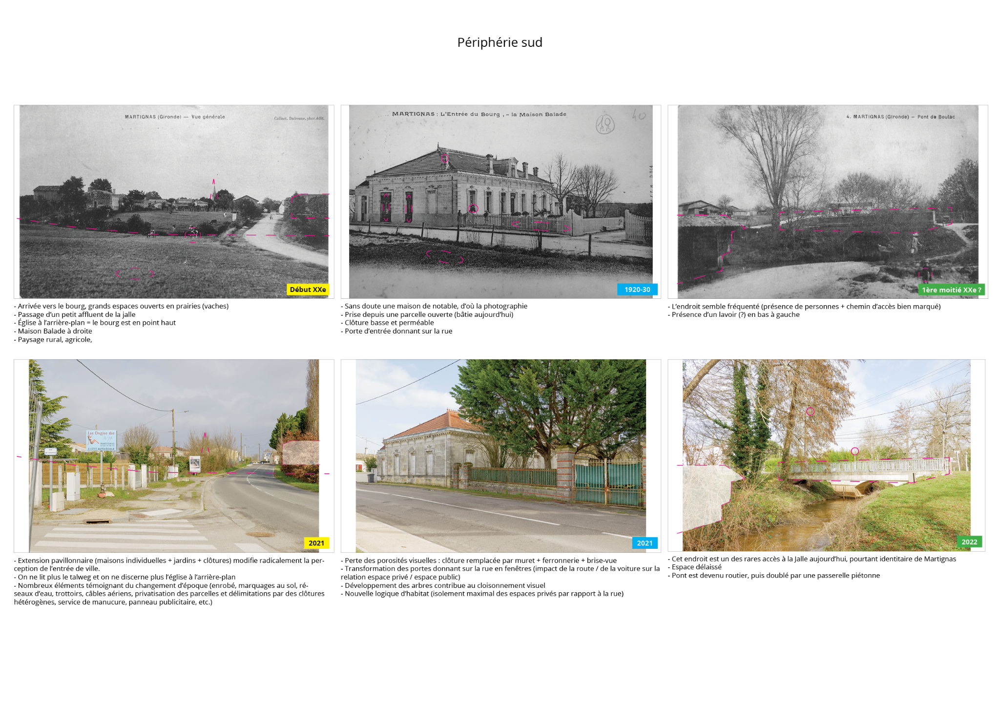 Périphérie sud
MARTIGNAS (Gironde) — Vue générale
Collect. Dufresne, phot. édit.
Début XXe
MARTIGNAS : L'Entrée du Bourg , ~ la Maison Balade
10
40
1920-30
4. MARTIGNAS (Gironde) — Pont de Boulac
1ère moitié XXe ?
- Arrivée vers le bourg, grands espaces ouverts en prairies (vaches)
- Passage d’un petit affluent de la jalle
- Église à l’arrière-plan = le bourg est en point haut
- Maison Balade à droite
- Paysage rural, agricole,
- Sans doute une maison de notable, d’où la photographie
- Prise depuis une parcelle ouverte (bâtie aujourd’hui)
- Clôture basse et perméable
- Porte d’entrée donnant sur la rue
- L’endroit semble fréquenté (présence de personnes + chemin d’accès bien marqué)
- Présence d’un lavoir (?) en bas à gauche
Les Ongles des
MARTIGNAS
A CÔTÉ AUTO-ÉCOLE
2021
2021
2022
- Extension pavillonnaire (maisons individuelles + jardins + clôtures) modifie radicalement la per-
ception de l’entrée de ville.
- On ne lit plus le talweg et on ne discerne plus l’église à l’arrière-plan
- Nombreux éléments témoignant du changement d’époque (enrobé, marquages au sol, ré-
seaux d’eau, trottoirs, câbles aériens, privatisation des parcelles et délimitations par des clôtures
hétérogènes, service de manucure, panneau publicitaire, etc.)
- Perte des porosités visuelles : clôture remplacée par muret + ferronnerie + brise-vue
- Transformation des portes donnant sur la rue en fenêtres (impact de la route / de la voiture sur la
relation espace privé / espace public)
- Développement des arbres contribue au cloisonnement visuel
- Nouvelle logique d’habitat (isolement maximal des espaces privés par rapport à la rue)
- Cet endroit est un des rares accès à la Jalle aujourd’hui, pourtant identitaire de Martignas
- Espace délaissé
- Pont est devenu routier, puis doublé par une passerelle piétonne